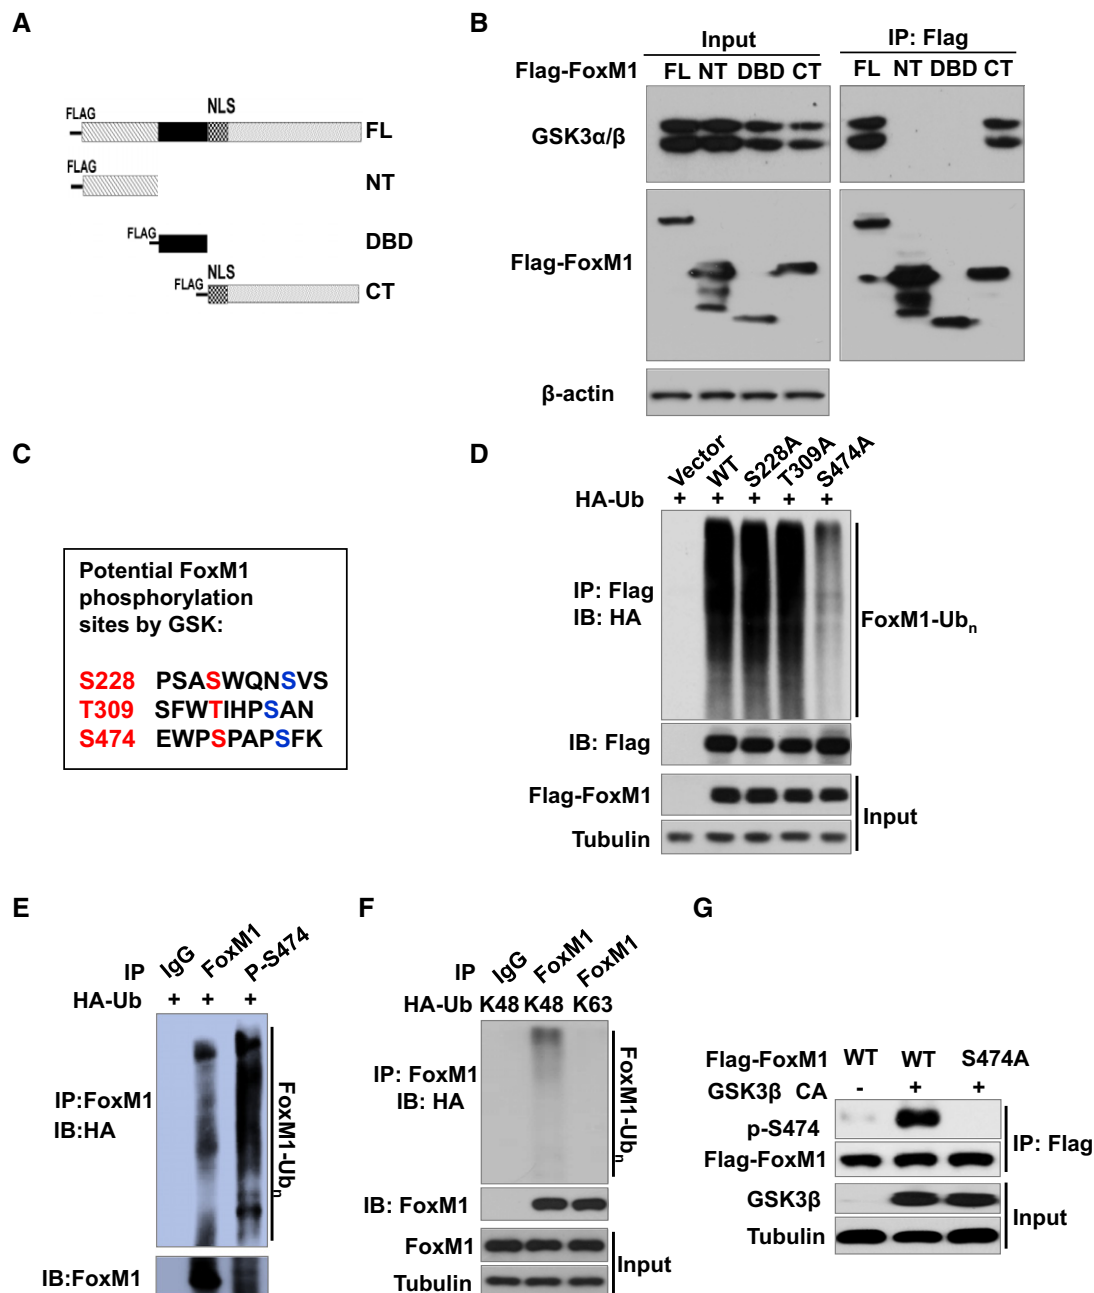 A
FLAG
NLS
FL
FLAG
NT
FLAG
DBD
NLS
FLAG
CT
B
Input
IP: Flag
Flag-FoxM1 FL NT DBD CT FL NT DBD CT
GSK3α/β
Flag-FoxM1
β-actin
C
Potential FoxM1
phosphorylation
sites by GSK:
S228 PSASWQNSVS
T309 SFWTIHPSAN
S474 EWPSPAPSFK
D
Vector WT S228A T309A S474A
HA-Ub + + + + +
IP: Flag
IB: HA
FoxM1-Ubn
IB: Flag
Flag-FoxM1
Tubulin
Input
E
IP IgG FoxM1 P-S474
HA-Ub + + +
IP:FoxM1
IB:HA
FoxM1-Ubn
IB:FoxM1
F
IP IgG FoxM1 FoxM1
HA-Ub K48 K48 K63
IP: FoxM1
IB: HA
FoxM1-Ubn
IB: FoxM1
FoxM1
Tubulin
Input
G
Flag-FoxM1 WT WT S474A
GSK3β CA - + +
p-S474
Flag-FoxM1
IP: Flag
GSK3β
Tubulin
Input